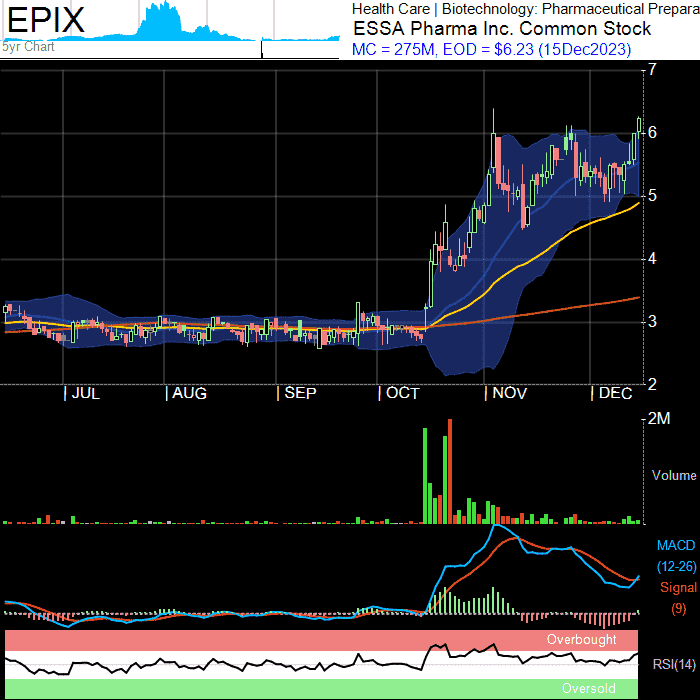 EPIX
5yr Chart
Health Care | Biotechnology: Pharmaceutical Prepara
ESSA Pharma Inc. Common Stock
MC = 275M, EOD = $6.23 (15Dec2023)
7
6
5
4
3
2
| JUL | AUG | SEP | OCT | NOV | DEC
2M
Volume
MACD
(12-26)
Signal
(9)
Overbought
RSI(14)
Oversold